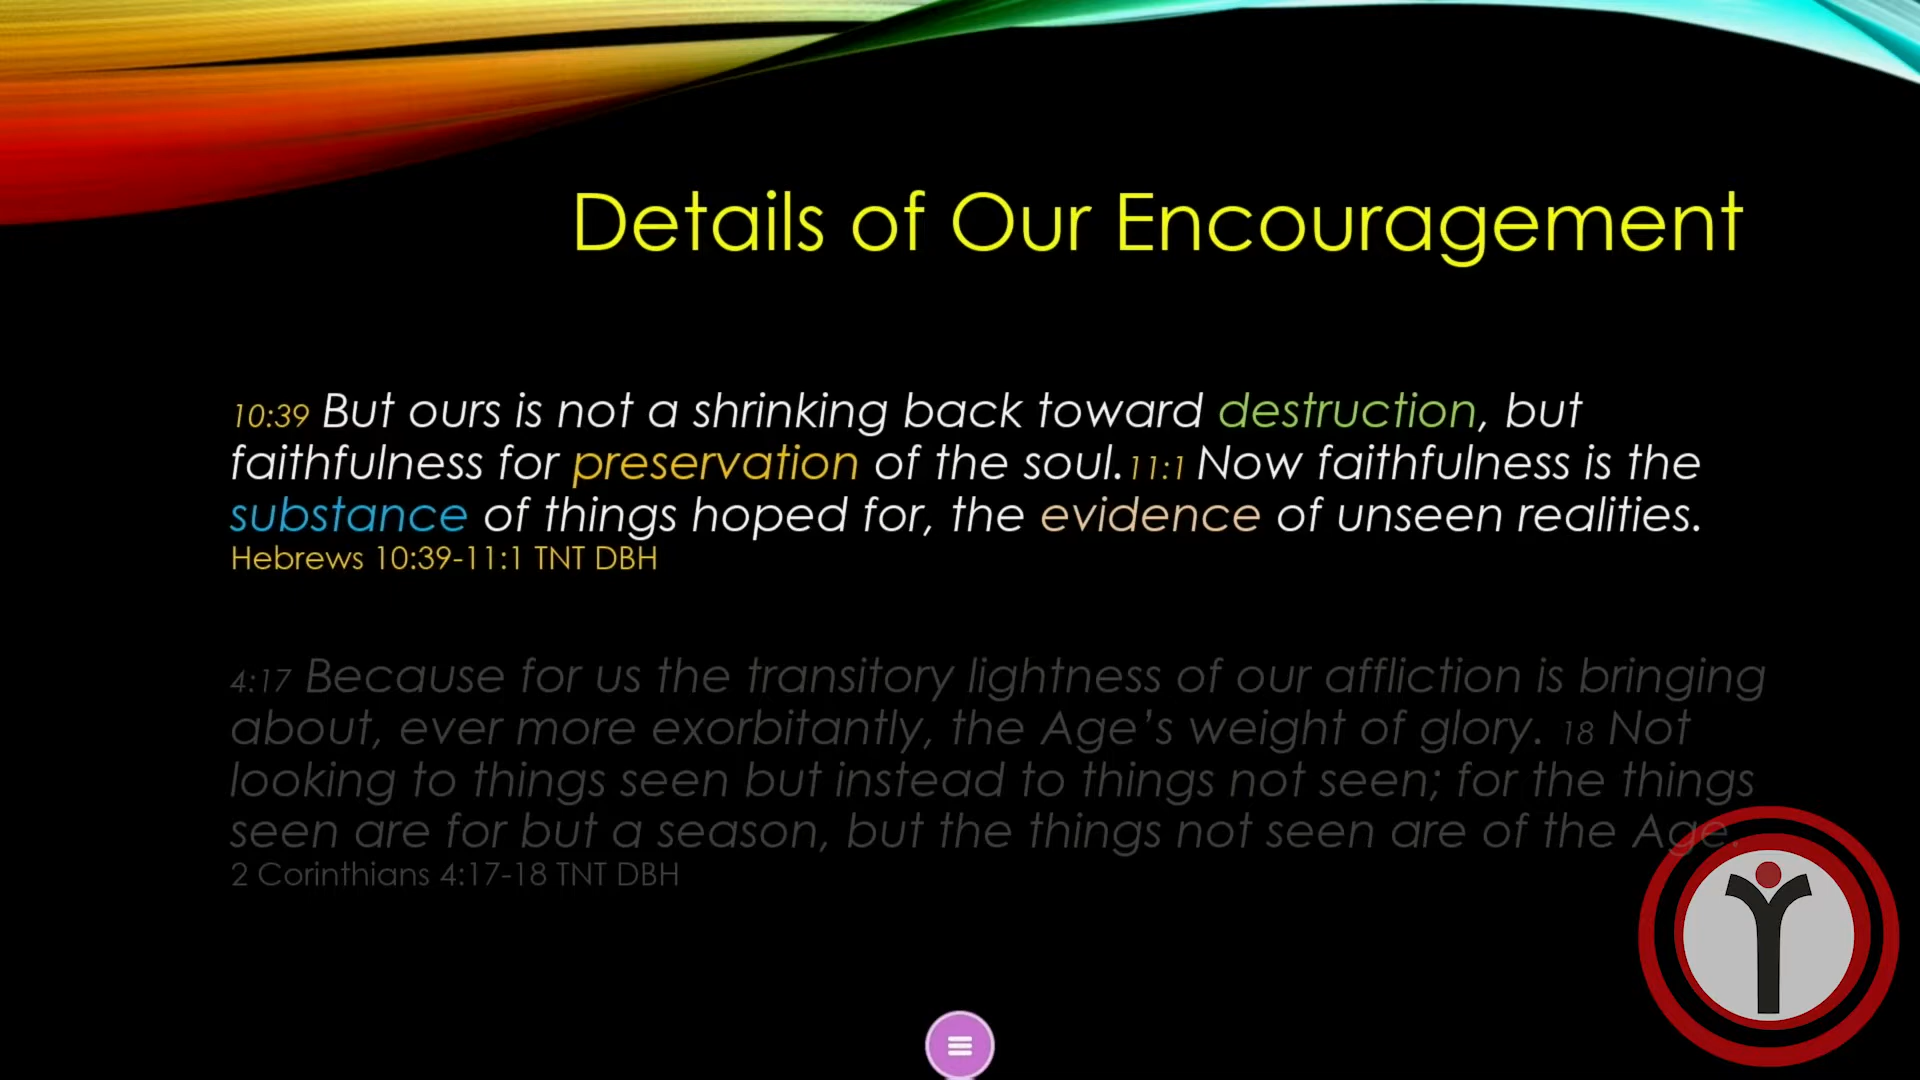 Details of Our Encouragement
10:39 But ours is not a shrinking back toward destruction, but
faithfulness for preservation of the soul. 11:1 Now faithfulness is the
substance of things hoped for, the evidence of unseen realities.
Hebrews 10:39-11:1 TNT DBH
4:17 Because for us the transitory lightness of our affliction is bringing
about, ever more exorbitantly, the Age’s weight of glory. 18 Not
looking to things seen but instead to things not seen; for the things
seen are for but a season, but the things not seen are of the Age.
2 Corinthians 4:17-18 TNT DBH